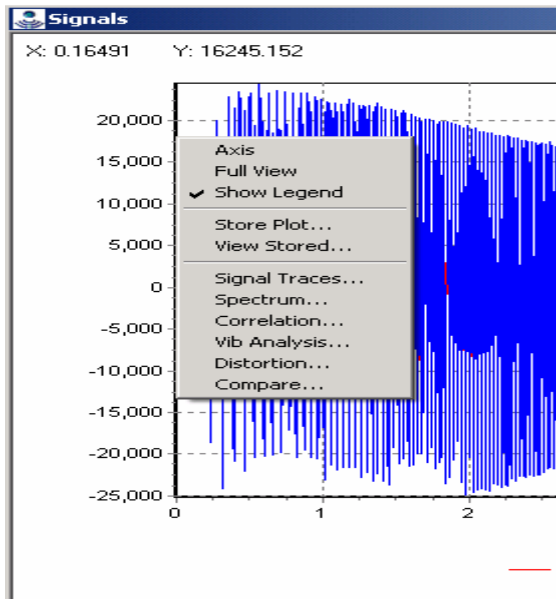 Signals
X: 0.16491 Y: 16245.152
20,000
15,000
10,000
5,000
0
-5,000
-10,000
-15,000
-20,000
-25,000
Axis
Full View
Show Legend
Store Plot...
View Stored...
Signal Traces...
Spectrum...
Correlation...
Vib Analysis...
Distortion...
Compare...
0 1 2